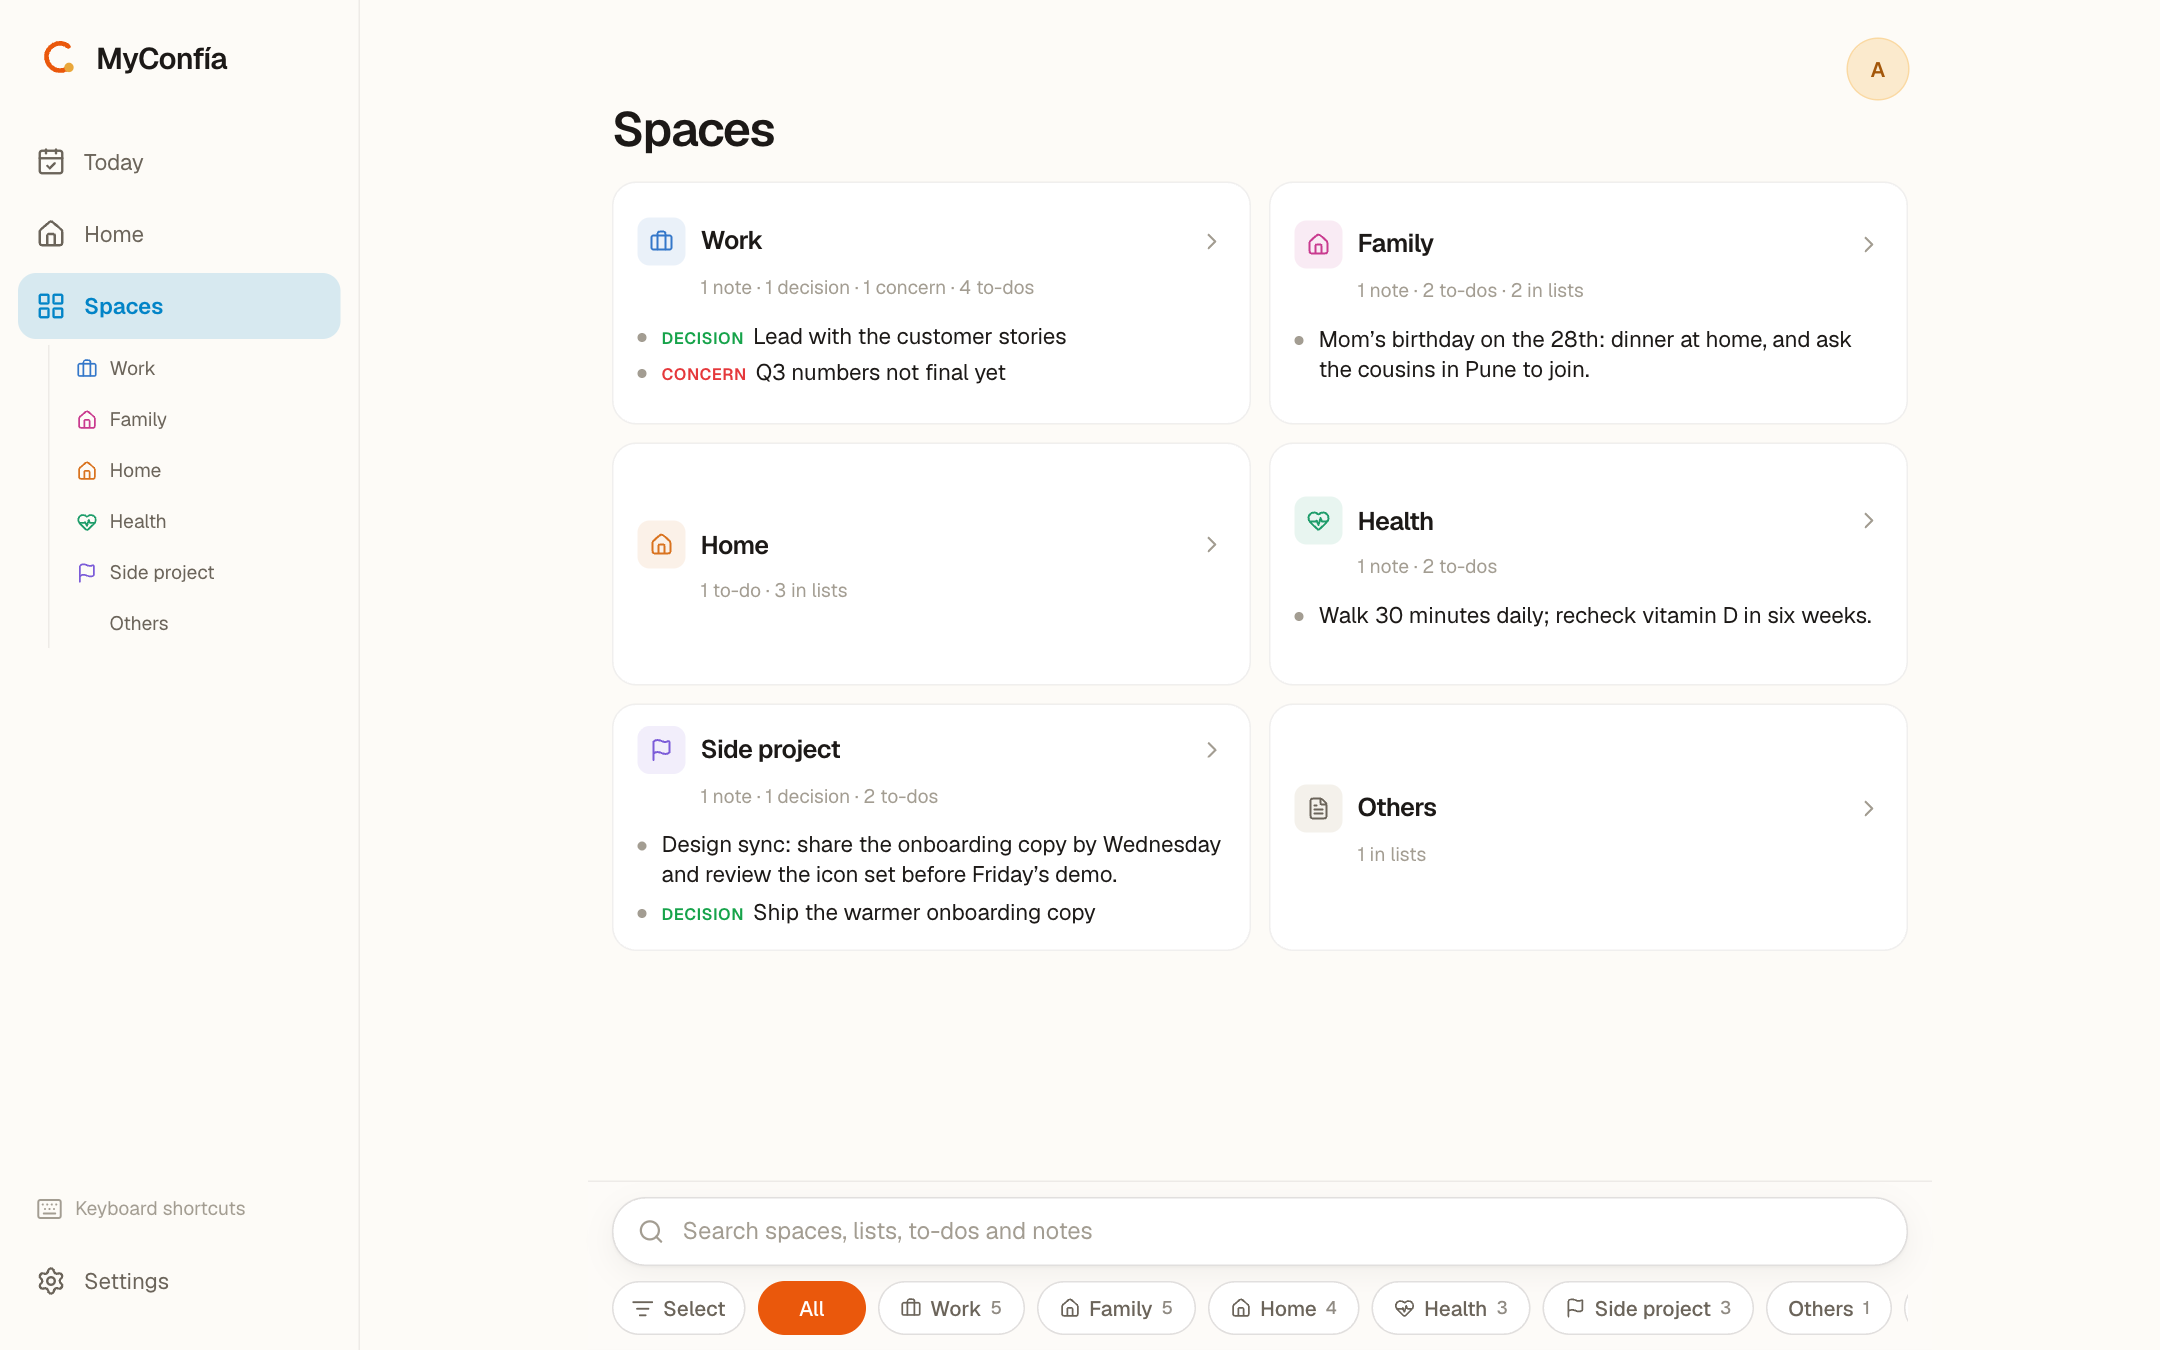 MyConfía
Today
Home
Spaces
Work
Family
Home
Health
Side project
Others
Keyboard shortcuts
Settings
A
Spaces
Work
1 note · 1 decision · 1 concern · 4 to-dos
DECISION Lead with the customer stories
CONCERN Q3 numbers not final yet
Family
1 note · 2 to-dos · 2 in lists
Mom’s birthday on the 28th: dinner at home, and ask
the cousins in Pune to join.
Home
1 to-do · 3 in lists
Health
1 note · 2 to-dos
Walk 30 minutes daily; recheck vitamin D in six weeks.
Side project
1 note · 1 decision · 2 to-dos
Design sync: share the onboarding copy by Wednesday
and review the icon set before Friday’s demo.
DECISION Ship the warmer onboarding copy
Others
1 in lists
Search spaces, lists, to-dos and notes
Select All Work 5 Family 5 Home 4 Health 3 Side project 3 Others 1